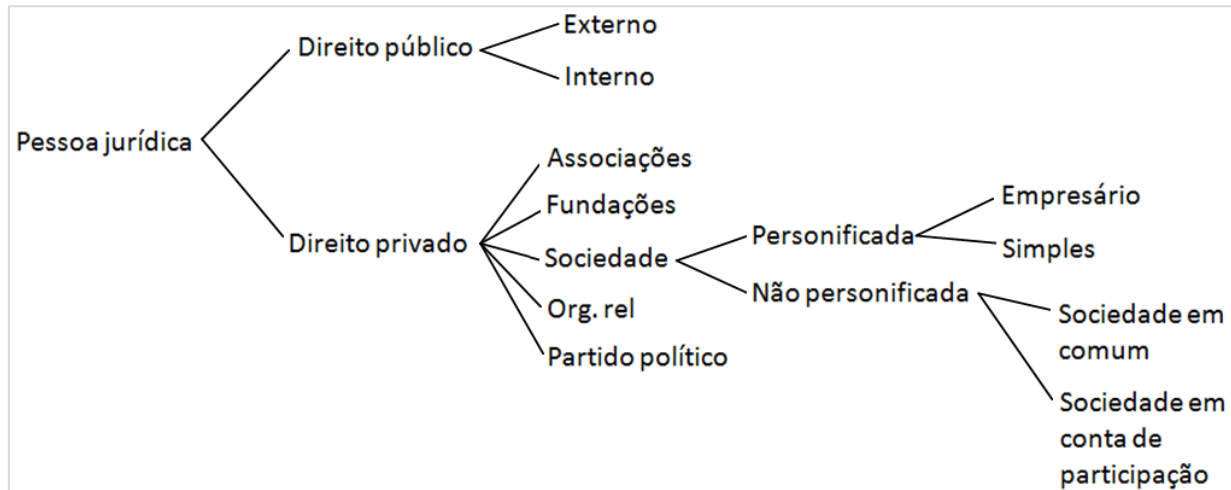 Pessoa jurídica
Direito público
Externo
Interno
Direito privado
Associações
Fundações
Sociedade
Personificada
Empresário
Simples
Não personificada
Sociedade em
comum
Sociedade em
conta de
participação
Org. rel
Partido político